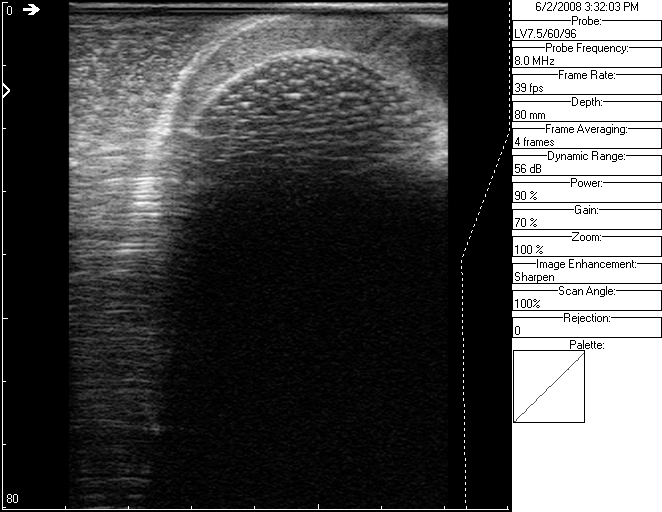 0
80
6/2/2008 3:32:03 PM
Probe:
LV7.5/60/96
Probe Frequency:
8.0 MHz
Frame Rate:
39 fps
Depth:
80 mm
Frame Averaging:
4 frames
Dynamic Range:
56 dB
Power:
90 %
Gain:
70 %
Zoom:
100 %
Image Enhancement:
Sharpen
Scan Angle:
100%
Rejection:
0
Palette: